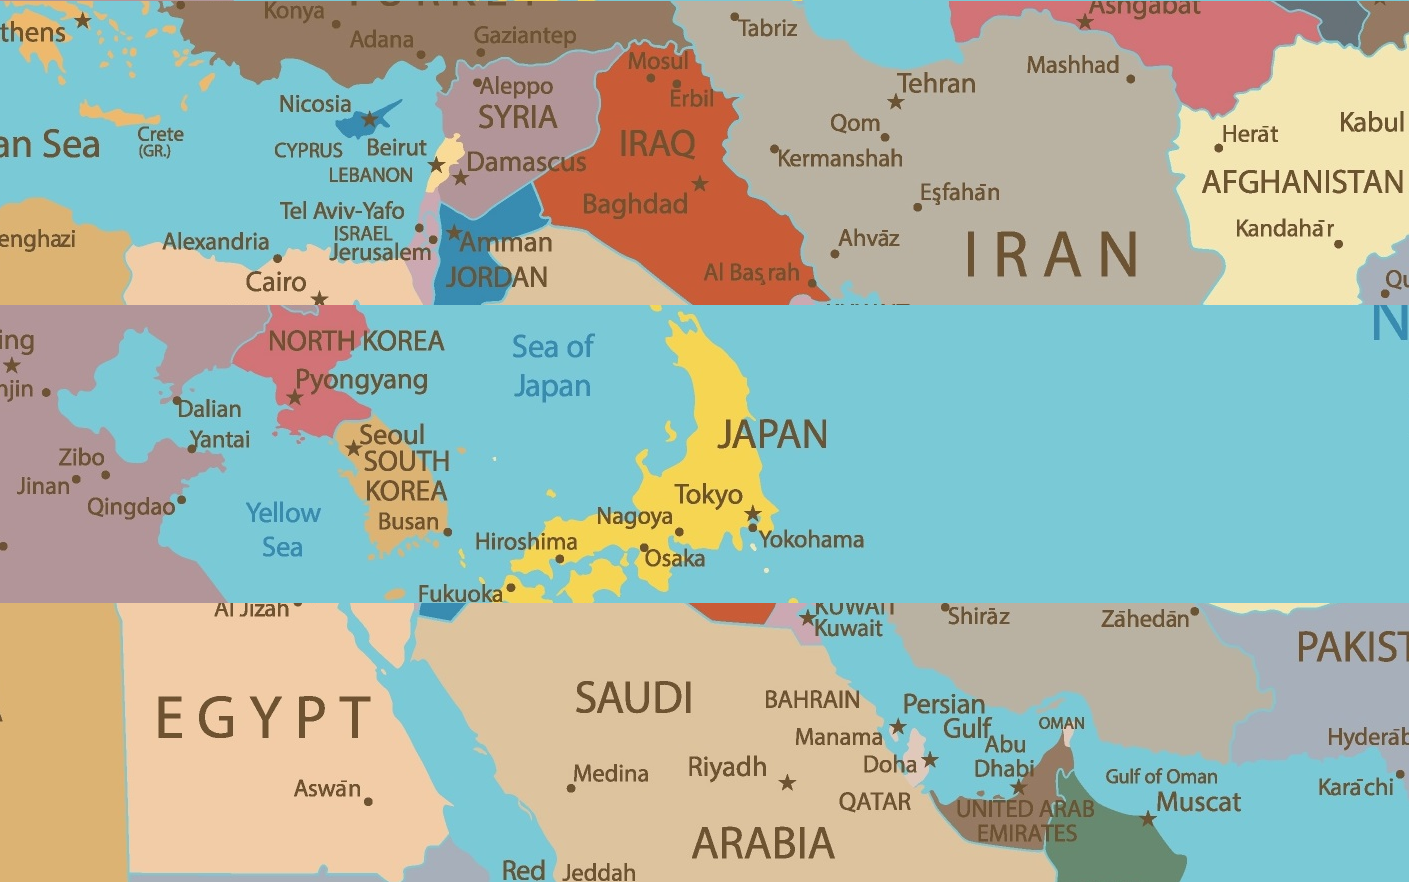 Konya
Adana
Gaziantep
Tabriz
Ashgabat
thens
Mosul
Erbil
Tehran
Mashhad
Aleppo
SYRIA
Nicosia
Crete
(GR.)
an Sea
CYPRUS
Beirut
LEBANON
Damascus
IRAQ
Qom
Kermanshah
Herāt
Kabul
AFGHANISTAN
Baghdad
Eşfahān
Tel Aviv-Yafo
ISRAEL
Jerusalem
Amman
JORDAN
Ahvāz
IRAN
Kandahār
enghazi
Alexandria
Cairo
Al Başrah
Qu
ing
njin
NORTH KOREA
Pyongyang
Sea of
Japan
N
Dalian
Yantai
Zibo
Jinan
Qingdao
Seoul
SOUTH
KOREA
Busan
Yellow
Sea
JAPAN
Tokyo
Nagoya
Yokohama
Hiroshima
Osaka
Fukuoka
Al Jīzah
KUWAIT
Kuwait
Shirāz
Zāhedān
PAKIST
EGYPT
SAUDI
ARABIA
BAHRAIN
Manama
Persian
Gulf
OMAN
Abu
Dhabi
Doha
Riyadh
Medina
Aswān
QATAR
UNITED ARAB
EMIRATES
Gulf of Oman
Muscat
Hyderāb
Karāchi
Red
Jeddah